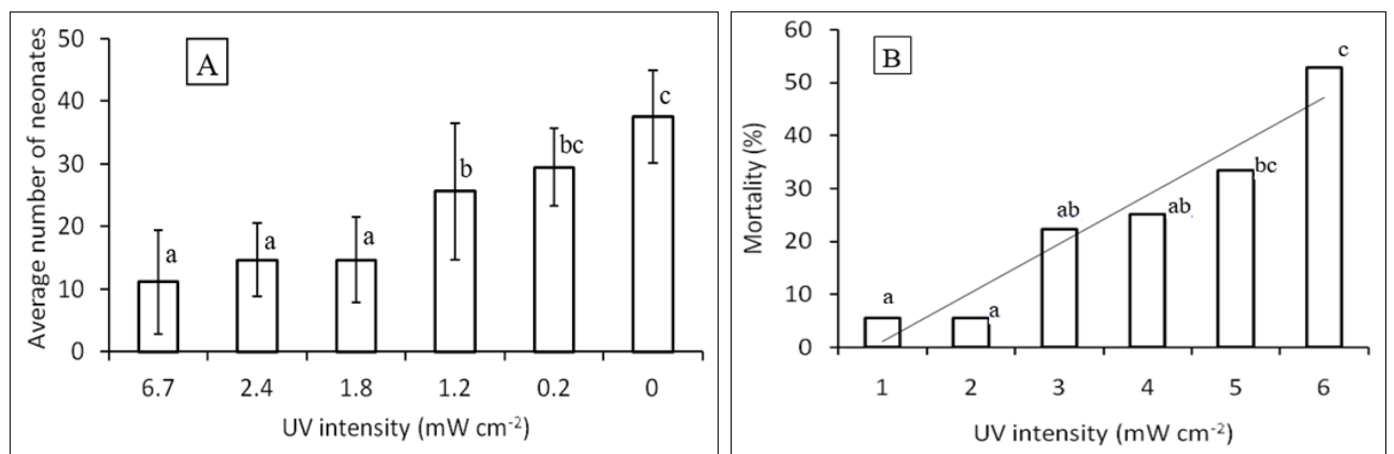 A
Average number of neonates
50
40
30
20
10
0
a
a
a
b
bc
c
6.7 2.4 1.8 1.2 0.2 0
UV intensity (mW cm⁻²)
B
Mortality (%)
60
50
40
30
20
10
0
a
a
ab
ab
bc
c
1 2 3 4 5 6
UV intensity (mW cm⁻²)